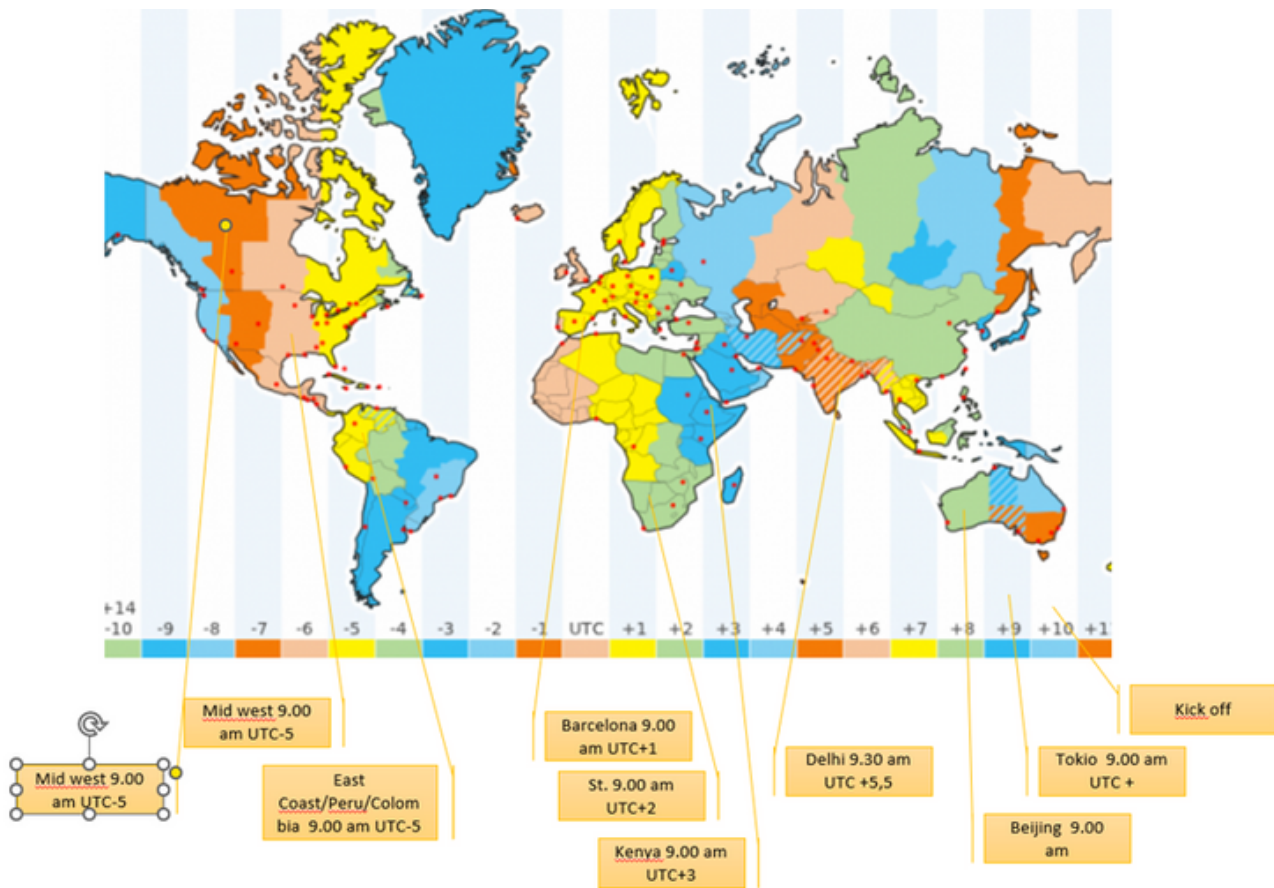 +14
-10 -9 -8 -7 -6 -5 -4 -3 -2 -1 UTC +1 +2 +3 +4 +5 +6 +7 +8 +9 +10 +1
Mid west 9.00
am UTC-5
Mid west 9.00
am UTC-5
East
Coast/Peru/Colom
bia 9.00 am UTC-5
Barcelona 9.00
am UTC+1
St. 9.00 am
UTC+2
Kenya 9.00 am
UTC+3
Delhi 9.30 am
UTC +5,5
Beijing 9.00
am
Tokio 9.00 am
UTC +
Kick off